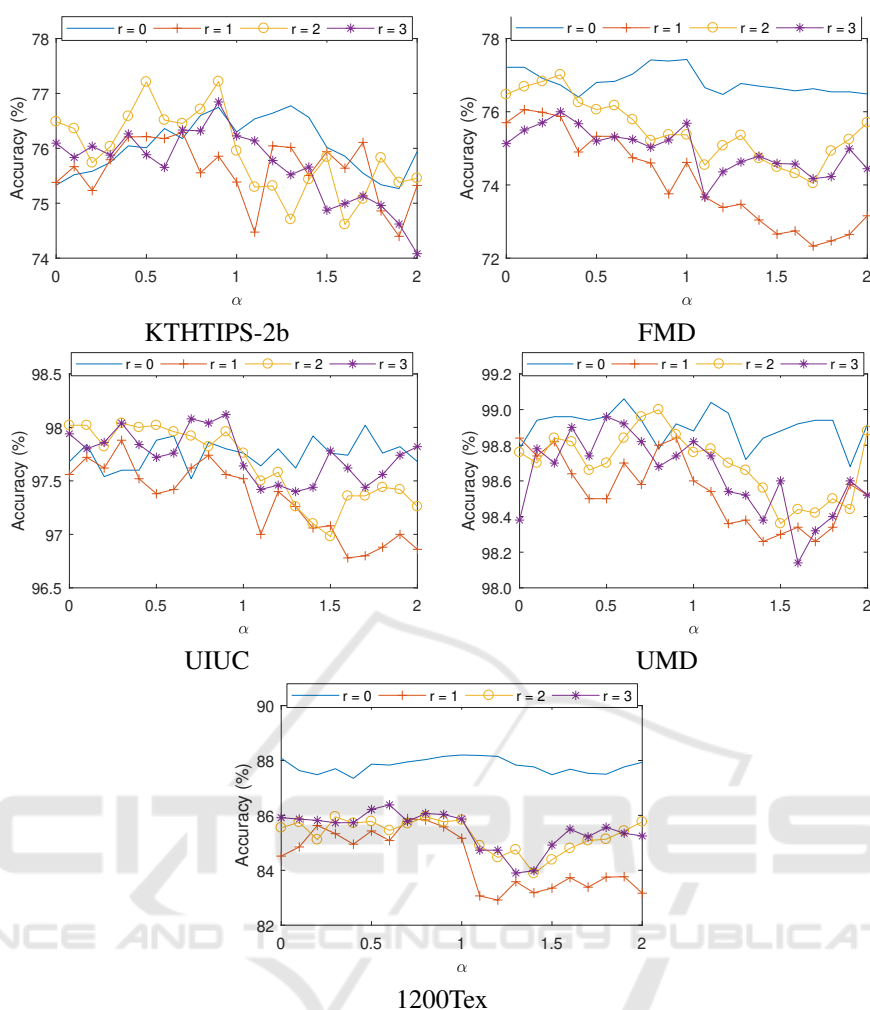 r = 0 r = 1 r = 2 r = 3
78
77
76
75
74
Accuracy (%)
0 0.5 1 1.5 2
α
KTHTIPS-2b
r = 0 r = 1 r = 2 r = 3
78
76
74
72
Accuracy (%)
0 0.5 1 1.5 2
α
FMD
r = 0 r = 1 r = 2 r = 3
98.5
98
97.5
97
96.5
Accuracy (%)
0 0.5 1 1.5 2
α
UIUC
r = 0 r = 1 r = 2 r = 3
99.2
99.0
98.8
98.6
98.4
98.2
98.0
Accuracy (%)
0 0.5 1 1.5 2
α
UMD
r = 0 r = 1 r = 2 r = 3
90
88
86
84
82
Accuracy (%)
0 0.5 1 1.5 2
α
1200Tex
CITEPRES
NCE AND TECHNOLOGY PUBLICAT